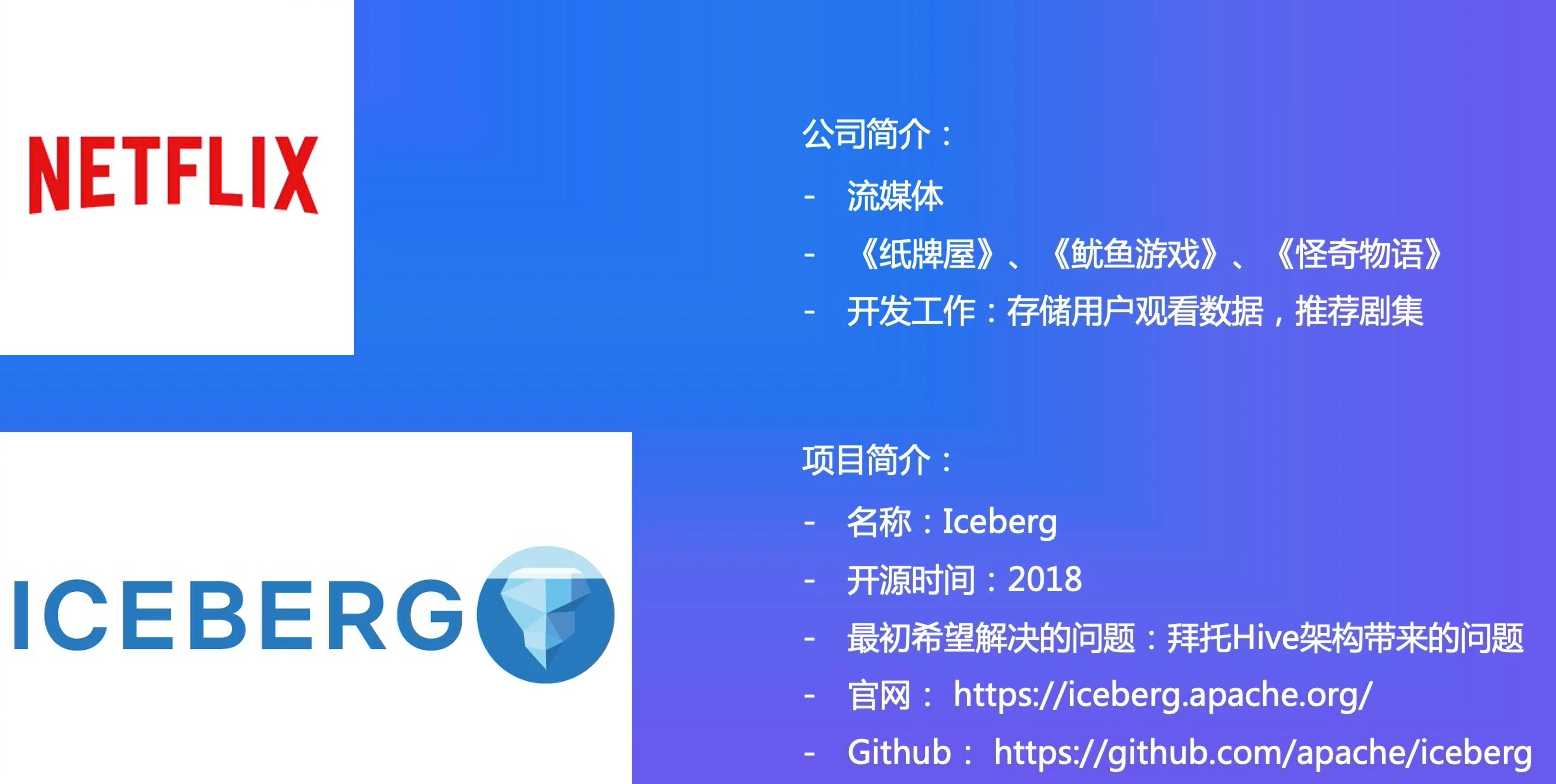 NETFLIX
公司简介：
- 流媒体
- 《纸牌屋》、《鱿鱼游戏》、《怪奇物语》
- 开发工作：存储用户观看数据，推荐剧集
ICEBERG
项目简介：
- 名称：Iceberg
- 开源时间：2018
- 最初希望解决的问题：拜托Hive架构带来的问题
- 官网： https://iceberg.apache.org/
- Github： https://github.com/apache/iceberg